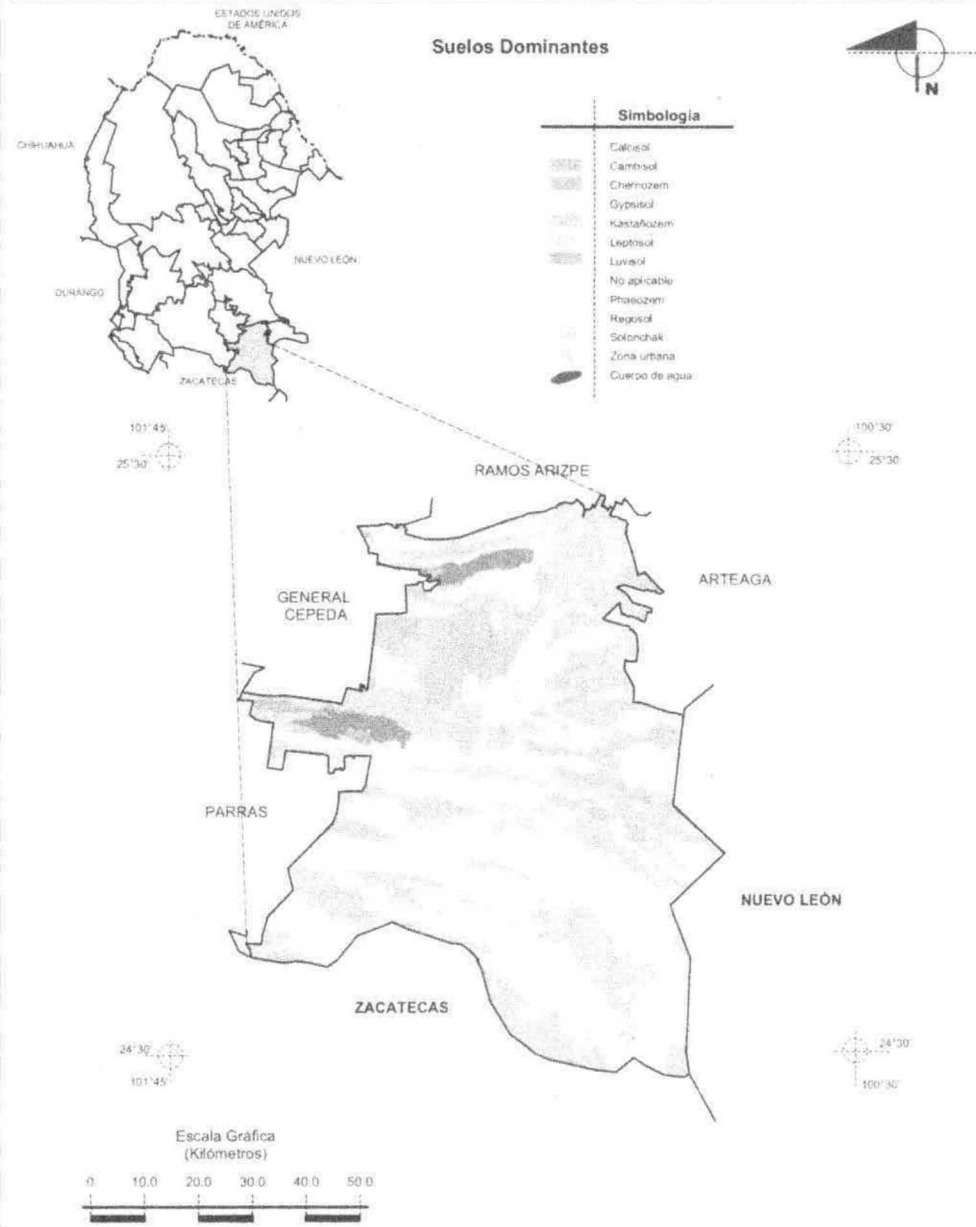 ESTADOS UNIDOS
DE AMÉRICA
Suelos Dominantes
N
CHIHUAHUA
NUEVO LEÓN
DURANGO
ZACATECAS
Simbología
Calcisol
Cambisol
Chernozem
Gypsisol
Kastañozem
Leptosol
Luvisol
No aplicable
Phaeozem
Regosol
Solonchak
Zona urbana
Cuerpo de agua
101°45'
25°30'
100°30'
25°30'
RAMOS ARIZPE
GENERAL
CEPEDA
ARTEAGA
PARRAS
NUEVO LEÓN
ZACATECAS
24°30'
101°45'
24°30'
100°30'
Escala Gráfica
(Kilómetros)
0 10.0 20.0 30.0 40.0 50.0